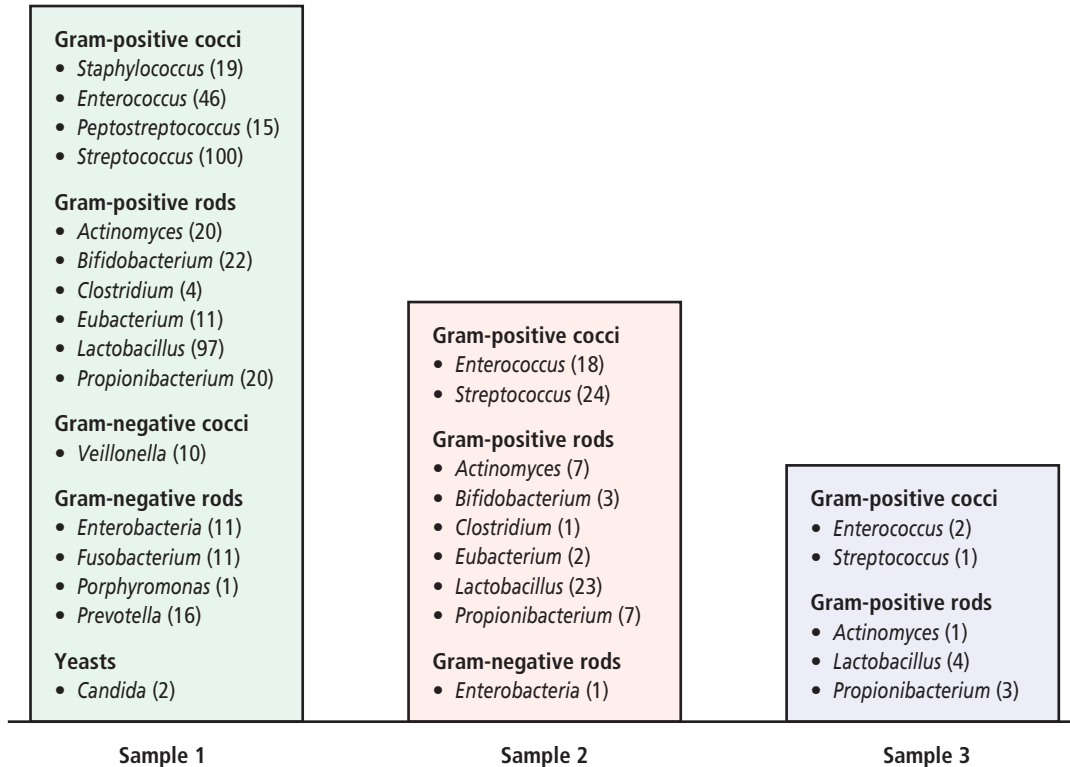 Gram-positive cocci
• Staphylococcus (19)
• Enterococcus (46)
• Peptostreptococcus (15)
• Streptococcus (100)
Gram-positive rods
• Actinomyces (20)
• Bifidobacterium (22)
• Clostridium (4)
• Eubacterium (11)
• Lactobacillus (97)
• Propionibacterium (20)
Gram-negative cocci
• Veillonella (10)
Gram-negative rods
• Enterobacteria (11)
• Fusobacterium (11)
• Porphyromonas (1)
• Prevotella (16)
Yeasts
• Candida (2)
Sample 1
Gram-positive cocci
• Enterococcus (18)
• Streptococcus (24)
Gram-positive rods
• Actinomyces (7)
• Bifidobacterium (3)
• Clostridium (1)
• Eubacterium (2)
• Lactobacillus (23)
• Propionibacterium (7)
Gram-negative rods
• Enterobacteria (1)
Sample 2
Gram-positive cocci
• Enterococcus (2)
• Streptococcus (1)
Gram-positive rods
• Actinomyces (1)
• Lactobacillus (4)
• Propionibacterium (3)
Sample 3